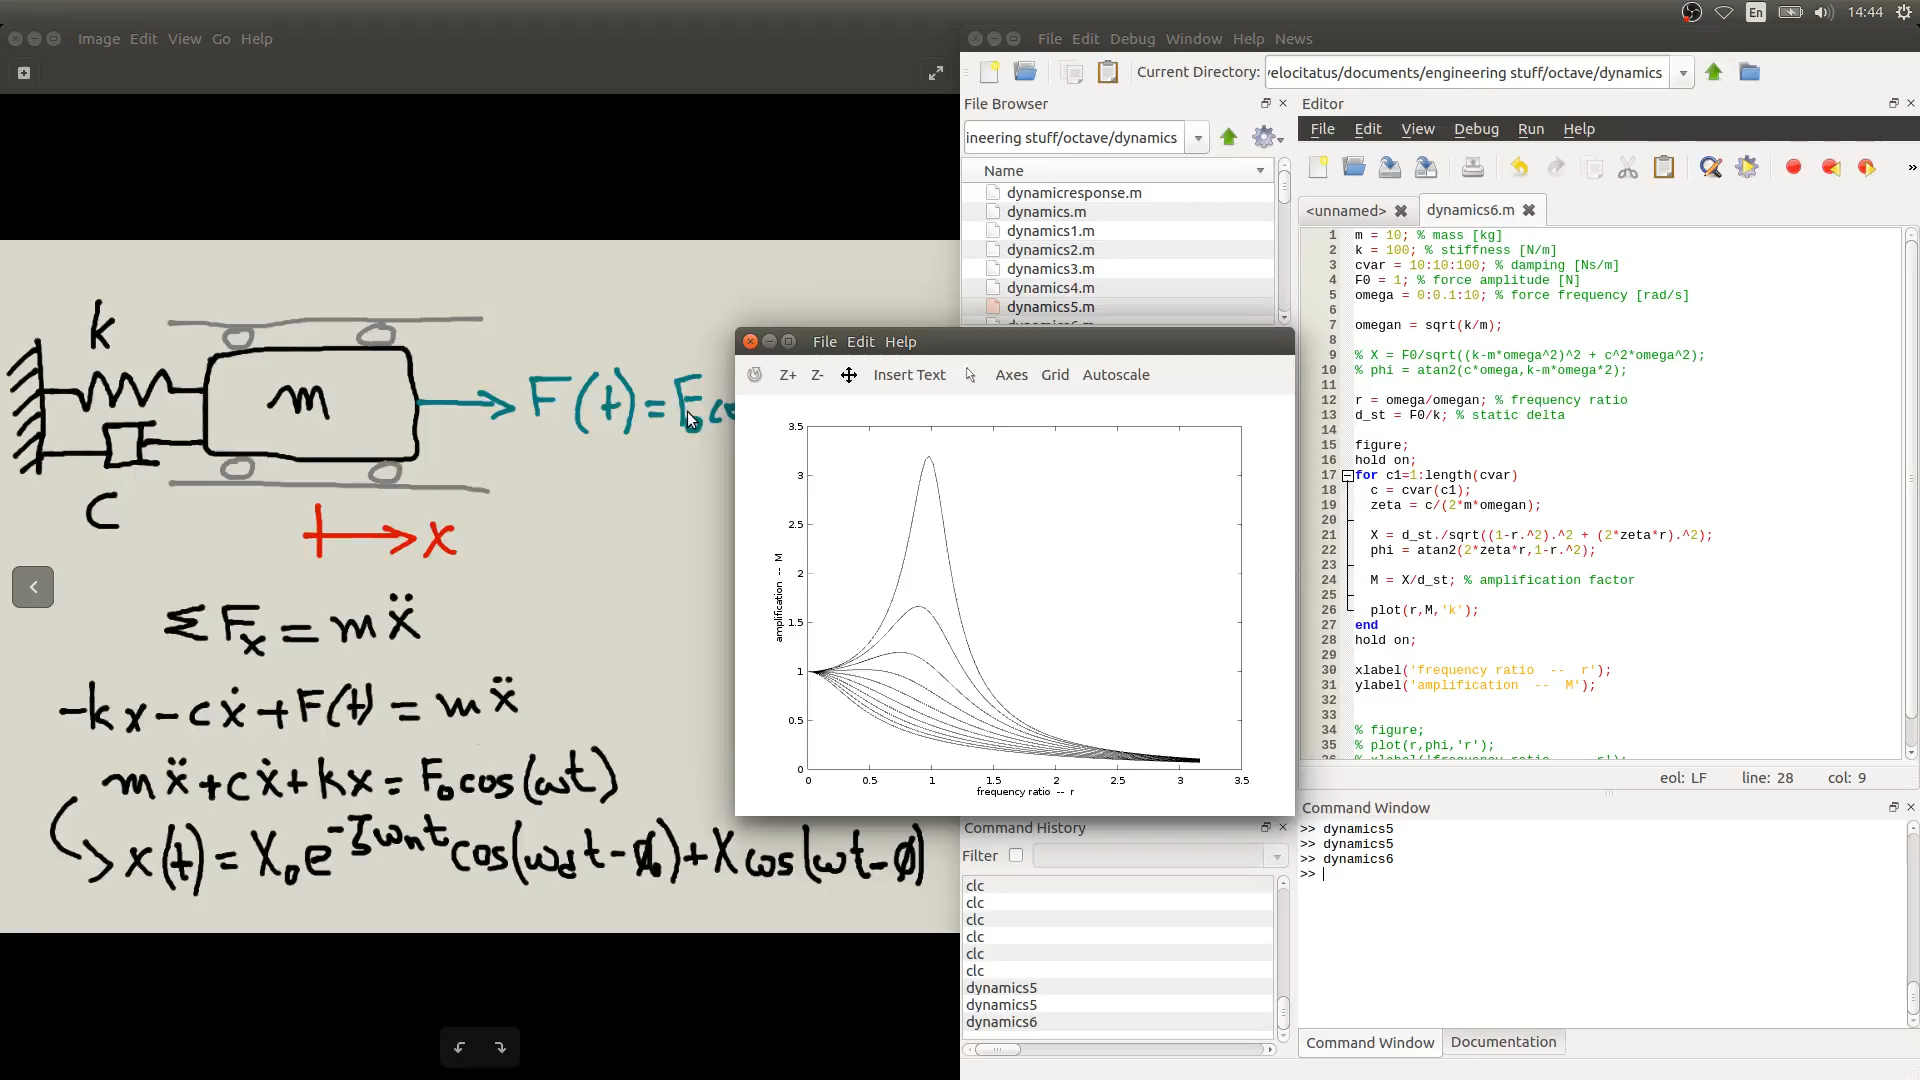 En 14:44
Image Edit View Go Help
k
m
F(t)=F₀co
c
x
ΣFₓ = mẍ
-kx-cẋ+F(t) = mẍ
mẍ+cẋ+kx = F₀cos(ωt)
x(t) = X₀e^-ζωnt cos(ωdt-ϕ₀)+Xcos(ωt-ϕ)
File Edit Debug Window Help News
Current Directory: velocitatus/documents/engineering stuff/octave/dynamics
File Browser
ineering stuff/octave/dynamics
Name
dynamicresponse.m
dynamics.m
dynamics1.m
dynamics2.m
dynamics3.m
dynamics4.m
dynamics5.m
File Edit Help
Z+ Z- Insert Text Axes Grid Autoscale
3.5
3
2.5
2
1.5
1
0.5
0
amplification -- M
0 0.5 1 1.5 2 2.5 3 3.5
frequency ratio -- r
Command History
Filter
clc
clc
clc
clc
clc
clc
dynamics5
dynamics5
dynamics6
Editor
File Edit View Debug Run Help
»
<unnamed> dynamics6.m
1 m = 10; % mass [kg]
2 k = 100; % stiffness [N/m]
3 cvar = 10:10:100; % damping [Ns/m]
4 F0 = 1; % force amplitude [N]
5 omega = 0:0.1:10; % force frequency [rad/s]
6
7 omegan = sqrt(k/m);
8
9 % X = F0/sqrt((k-m*omega^2)^2 + c^2*omega^2);
10 % phi = atan2(c*omega,k-m*omega*2);
11
12 r = omega/omegan; % frequency ratio
13 d_st = F0/k; % static delta
14
15 figure;
16 hold on;
17 for c1=1:length(cvar)
18 c = cvar(c1);
19 zeta = c/(2*m*omegan);
20
21 X = d_st./sqrt((1-r.^2).^2 + (2*zeta*r).^2);
22 phi = atan2(2*zeta*r,1-r.^2);
23
24 M = X/d_st; % amplification factor
25
26 plot(r,M,'k');
27 end
28 hold on;
29
30 xlabel('frequency ratio -- r');
31 ylabel('amplification -- M');
32
33
34 % figure;
35 % plot(r,phi,'r');
eol: LF line: 28 col: 9
Command Window
>> dynamics5
>> dynamics5
>> dynamics6
>>
Command Window Documentation